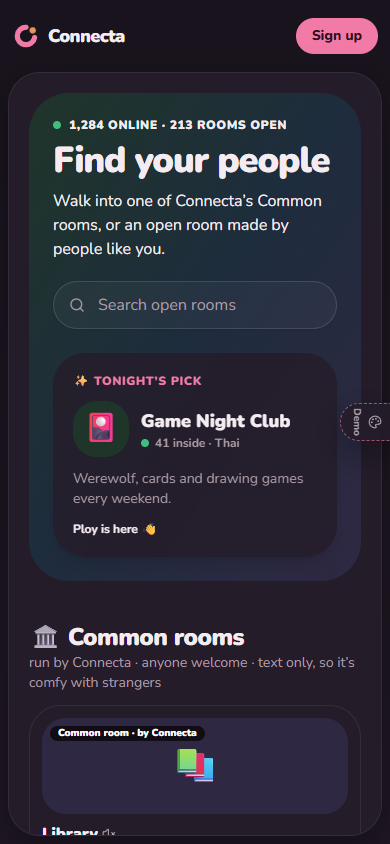 Connecta
Sign up
1,284 ONLINE · 213 ROOMS OPEN
Find your people
Walk into one of Connecta's Common
rooms, or an open room made by
people like you.
Search open rooms
✨ TONIGHT'S PICK
Game Night Club
41 inside · Thai
Werewolf, cards and drawing games
every weekend.
Ploy is here 👋
Demo
🏛️ Common rooms
run by Connecta · anyone welcome · text only, so it's
comfy with strangers
Common room · by Connecta
Library